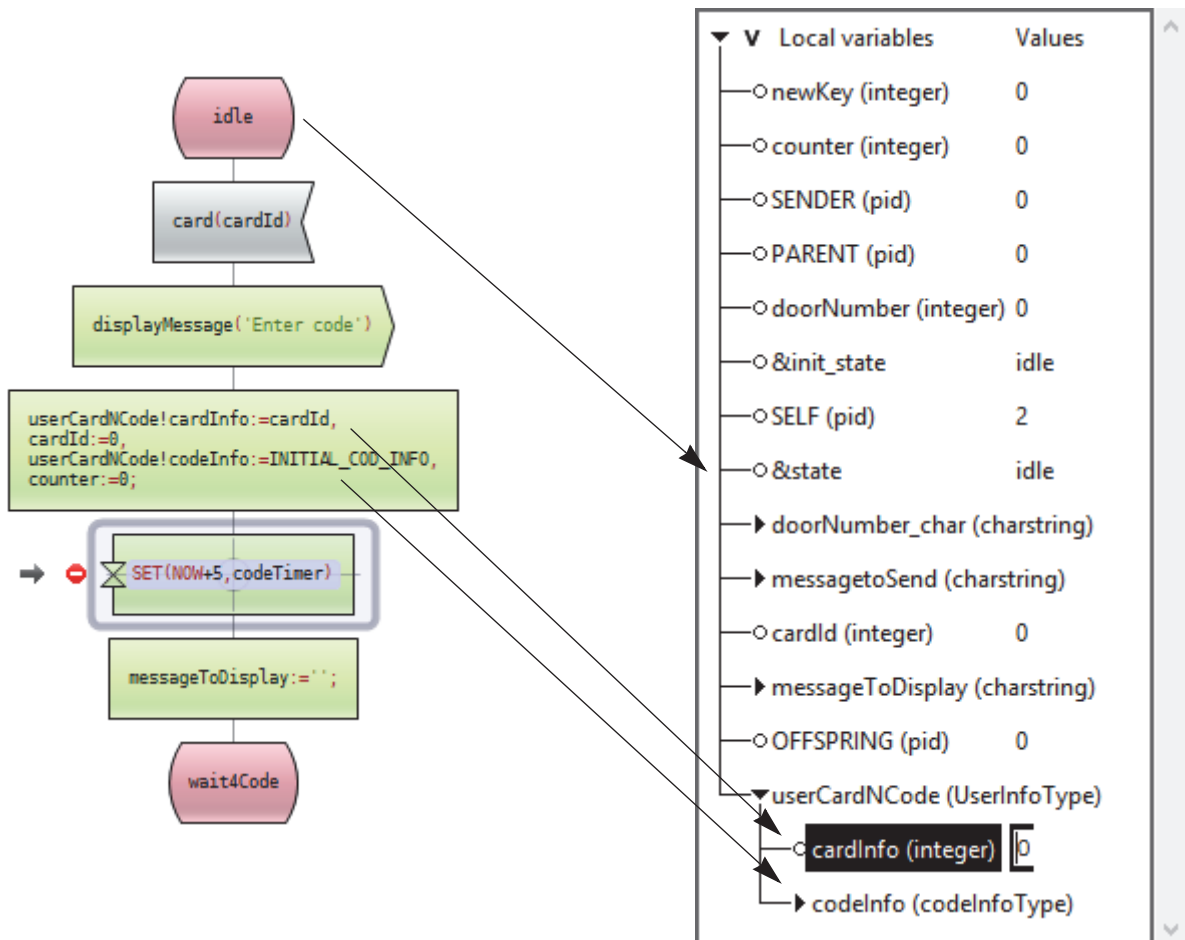 idle
card(cardId)
displayMessage('Enter code')
userCardNCode!cardInfo:=cardId,
cardId:=0,
userCardNCode!codeInfo:=INITIAL_COD_INFO,
counter:=0;
SET(NOW+5,codeTimer)
messageToDisplay:='';
wait4Code
V Local variables Values
newKey (integer) 0
counter (integer) 0
SENDER (pid) 0
PARENT (pid) 0
doorNumber (integer) 0
&init_state idle
SELF (pid) 2
&state idle
doorNumber_char (charstring)
messagetoSend (charstring)
cardId (integer) 0
messageToDisplay (charstring)
OFFSPRING (pid) 0
userCardNCode (UserInfoType)
cardInfo (integer) 0
codeInfo (codeInfoType)